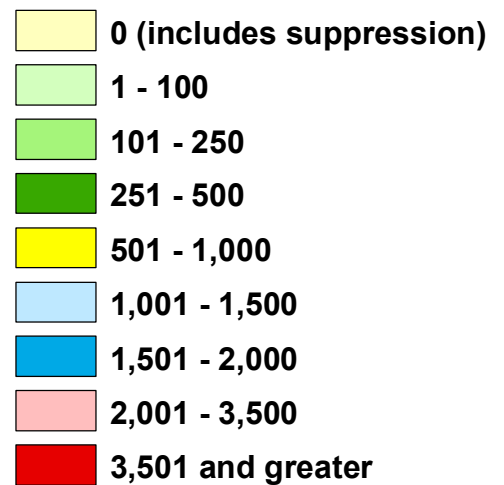 0 (includes suppression)
1 - 100
101 - 250
251 - 500
501 - 1,000
1,001 - 1,500
1,501 - 2,000
2,001 - 3,500
3,501 and greater